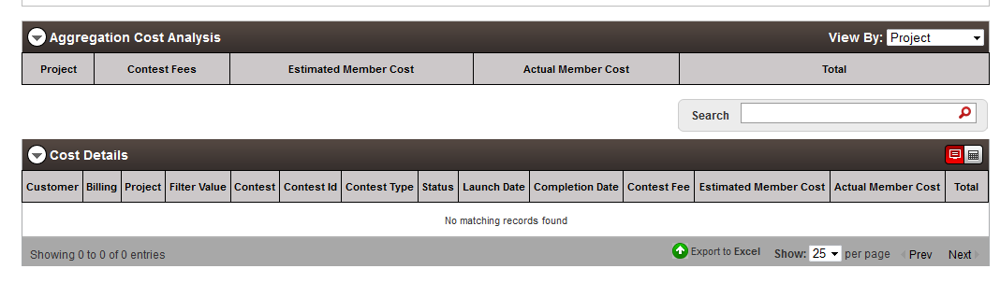 Aggregation Cost Analysis View By: Project
Project Contest Fees Estimated Member Cost Actual Member Cost Total
Search
Cost Details
Customer Billing Project Filter Value Contest Contest Id Contest Type Status Launch Date Completion Date Contest Fee Estimated Member Cost Actual Member Cost Total
No matching records found
Showing 0 to 0 of 0 entries Export to Excel Show: 25 per page Prev Next